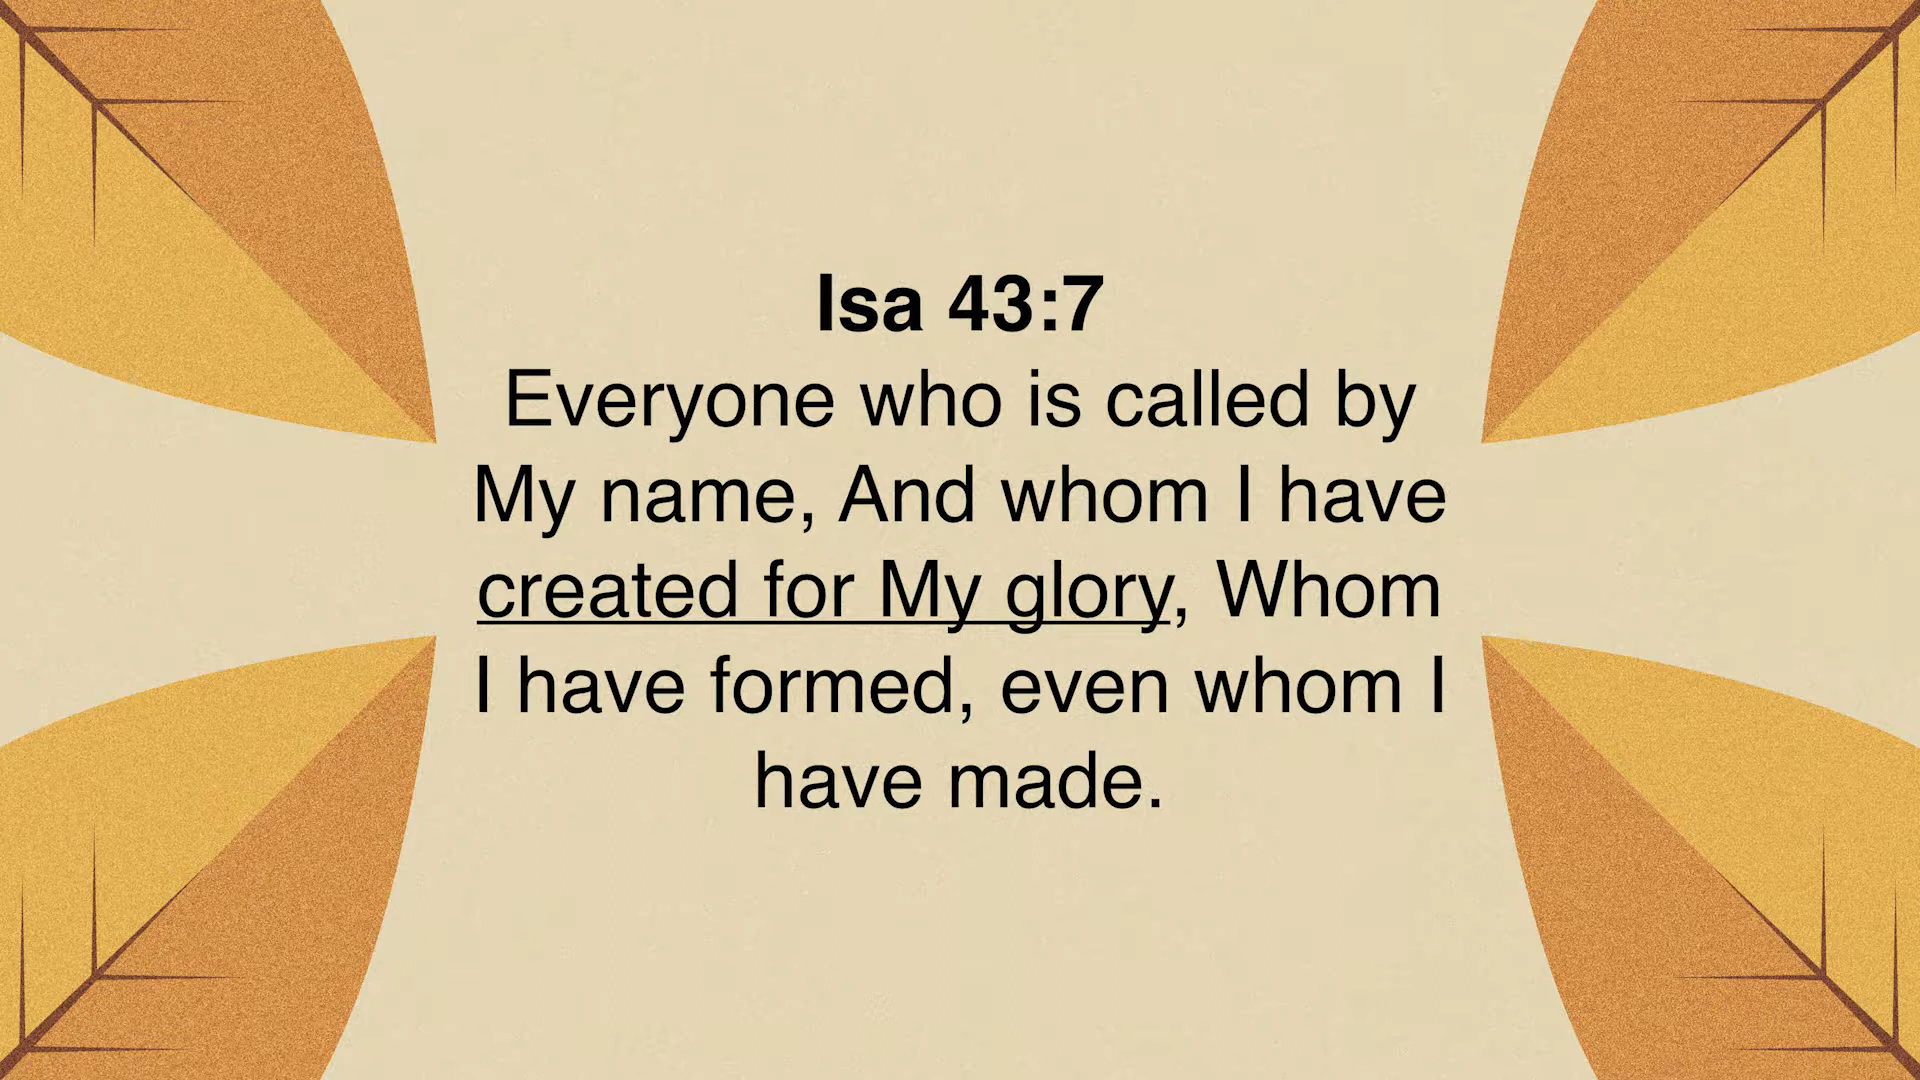 Isa 43:7
Everyone who is called by
My name, And whom I have
created for My glory, Whom
I have formed, even whom I
have made.